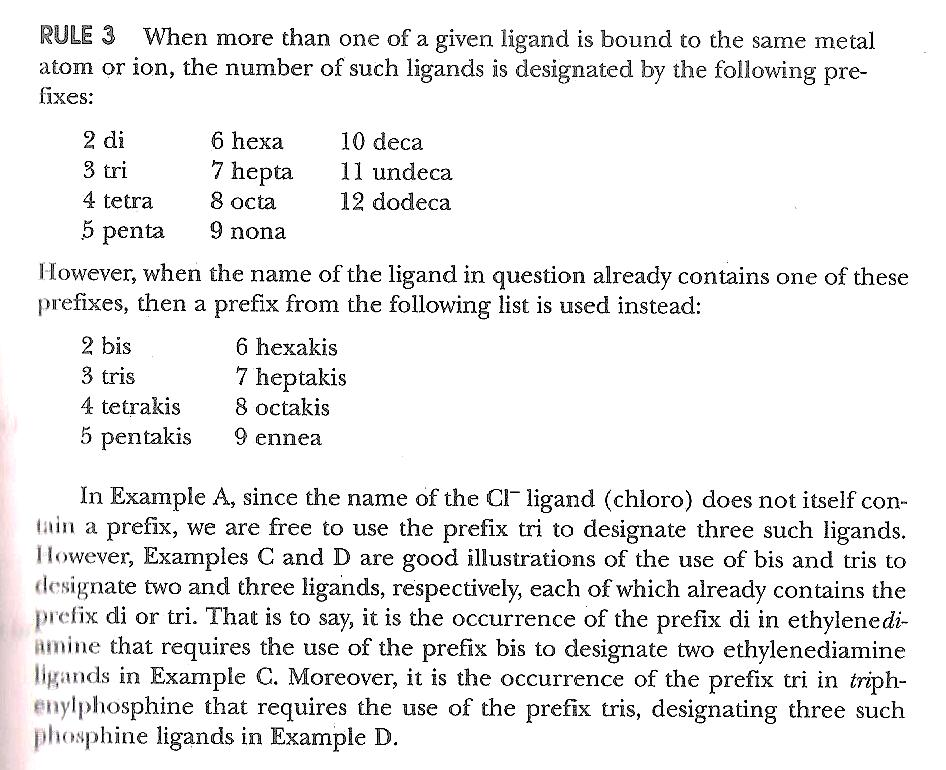 RULE 3 When more than one of a given ligand is bound to the same metal
atom or ion, the number of such ligands is designated by the following pre-
fixes:
2 di 6 hexa 10 deca
3 tri 7 hepta 11 undeca
4 tetra 8 octa 12 dodeca
5 penta 9 nona
However, when the name of the ligand in question already contains one of these
prefixes, then a prefix from the following list is used instead:
2 bis 6 hexakis
3 tris 7 heptakis
4 tetrakis 8 octakis
5 pentakis 9 ennea
In Example A, since the name of the Cl⁻ ligand (chloro) does not itself con-
tain a prefix, we are free to use the prefix tri to designate three such ligands.
However, Examples C and D are good illustrations of the use of bis and tris to
designate two and three ligands, respectively, each of which already contains the
prefix di or tri. That is to say, it is the occurrence of the prefix di in ethylenedi-
amine that requires the use of the prefix bis to designate two ethylenediamine
ligands in Example C. Moreover, it is the occurrence of the prefix tri in triph-
enylphosphine that requires the use of the prefix tris, designating three such
phosphine ligands in Example D.